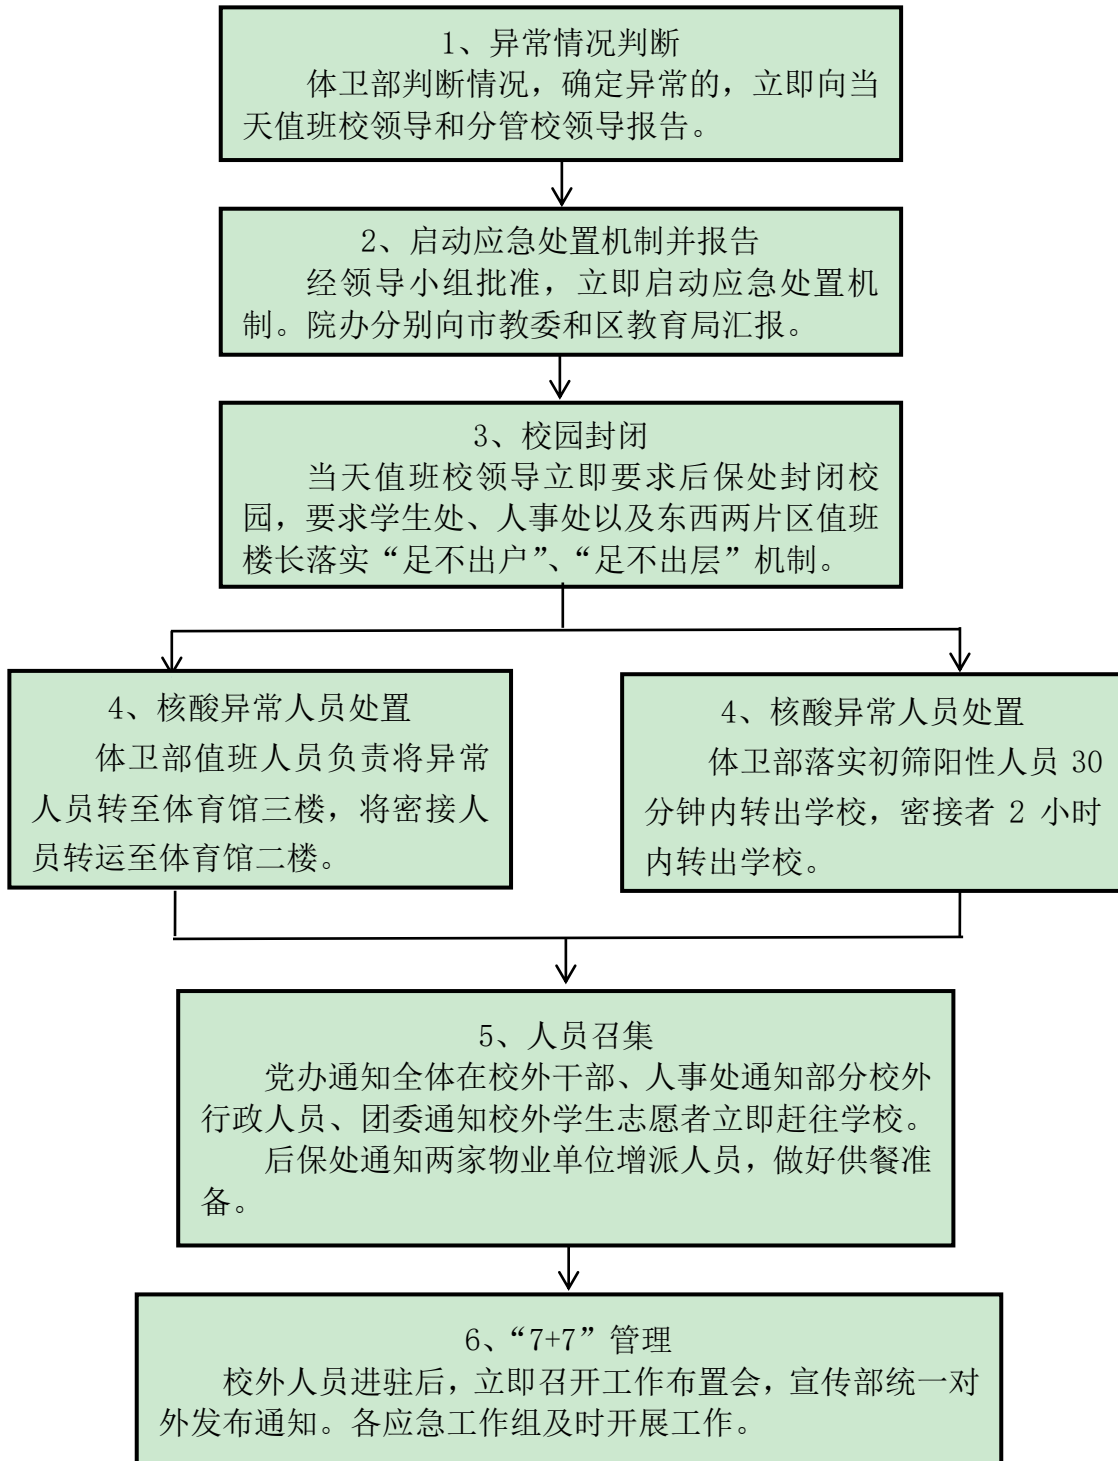 1、异常情况判断
体卫部判断情况，确定异常的，立即向当
天值班校领导和分管校领导报告。
2、启动应急处置机制并报告
经领导小组批准，立即启动应急处置机
制。院办分别向市教委和区教育局汇报。
3、校园封闭
当天值班校领导立即要求后保处封闭校
园，要求学生处、人事处以及东西两片区值班
楼长落实“足不出户”、“足不出层”机制。
4、核酸异常人员处置
体卫部值班人员负责将异常
人员转至体育馆三楼，将密接人
员转运至体育馆二楼。
4、核酸异常人员处置
体卫部落实初筛阳性人员 30
分钟内转出学校，密接者 2 小时
内转出学校。
5、人员召集
党办通知全体在校外干部、人事处通知部分校外
行政人员、团委通知校外学生志愿者立即赶往学校。
后保处通知两家物业单位增派人员，做好供餐准
备。
6、“7+7”管理
校外人员进驻后，立即召开工作布置会，宣传部统一对
外发布通知。各应急工作组及时开展工作。